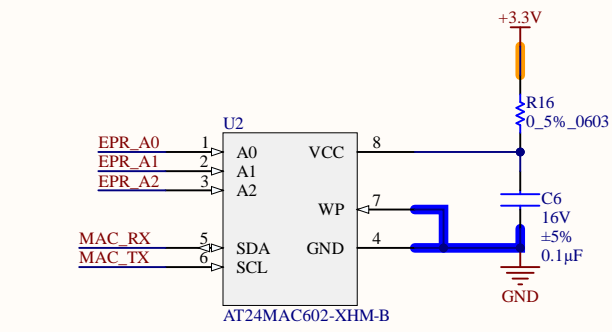 +3.3V
R16
0_5%_0603
U2
EPR_A0 1 A0 VCC 8
EPR_A1 2 A1
EPR_A2 3 A2
WP 7
C6
16V
±5%
0.1µF
MAC_RX 5 SDA GND 4
MAC_TX 6 SCL
GND
AT24MAC602-XHM-B